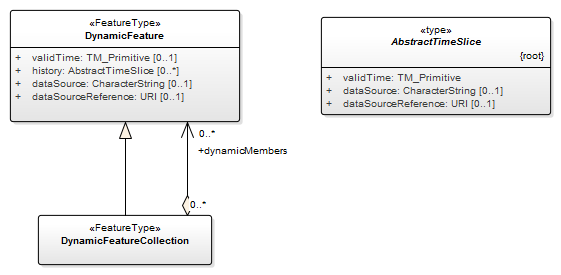 «FeatureType»
DynamicFeature
+ validTime: TM_Primitive [0..1]
+ history: AbstractTimeSlice [0..*]
+ dataSource: CharacterString [0..1]
+ dataSourceReference: URI [0..1]
«type»
AbstractTimeSlice
{root}
+ validTime: TM_Primitive
+ dataSource: CharacterString [0..1]
+ dataSourceReference: URI [0..1]
0..*
+dynamicMembers
0..*
«FeatureType»
DynamicFeatureCollection